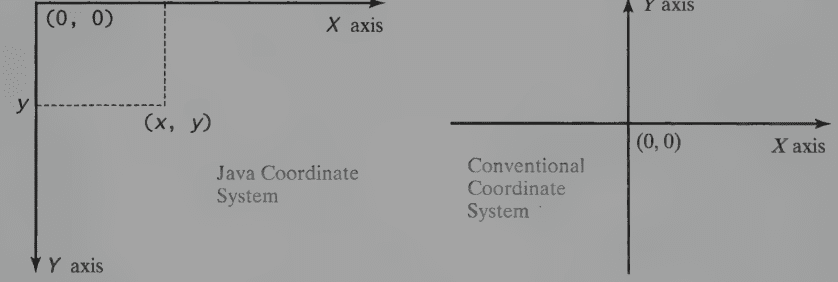 (0, 0)
X axis
y
(x, y)
Java Coordinate
System
Y axis
Y axis
(0, 0)
X axis
Conventional
Coordinate
System